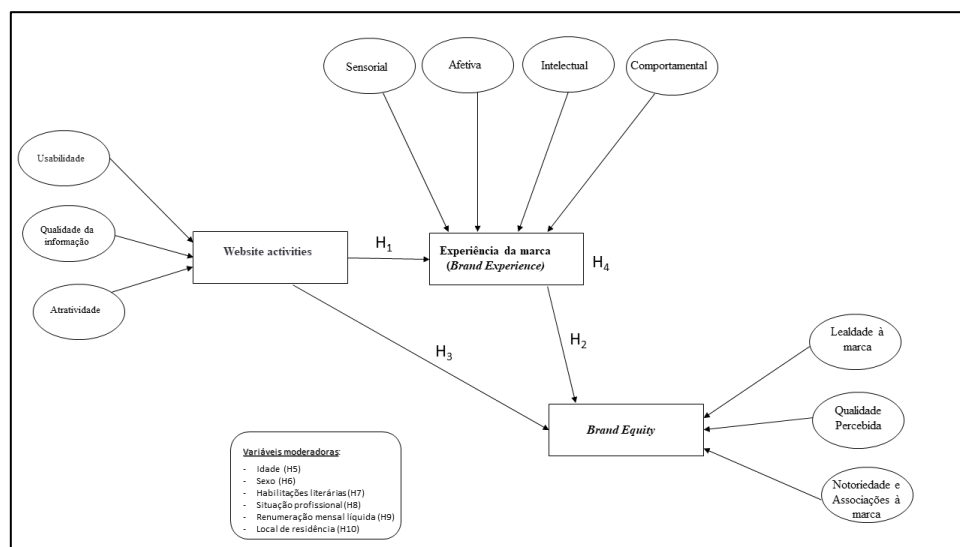 Sensorial
Afetiva
Intelectual
Comportamental
Usabilidade
Qualidade da
informação
Atratividade
Website activities
H1
Experiência da marca
(Brand Experience)
H4
H3
H2
Brand Equity
Lealdade à
marca
Qualidade
Percebida
Notoriedade e
Associações à
marca
Variáveis moderadoras:
- Idade (H5)
- Sexo (H6)
- Habilitações literárias (H7)
- Situação profissional (H8)
- Renumeração mensal líquida (H9)
- Local de residência (H10)